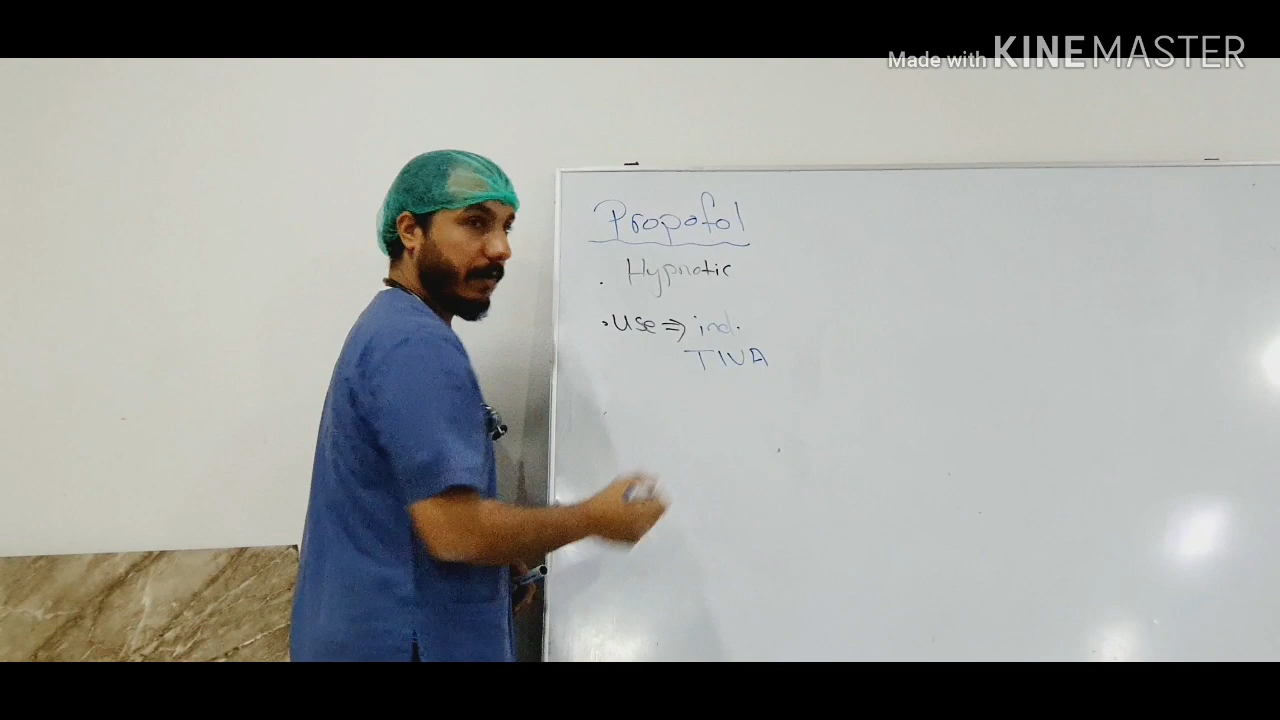 Made with KINEMASTER
Propofol
. Hypnotic
. Use ⇒ ind.
TIVA